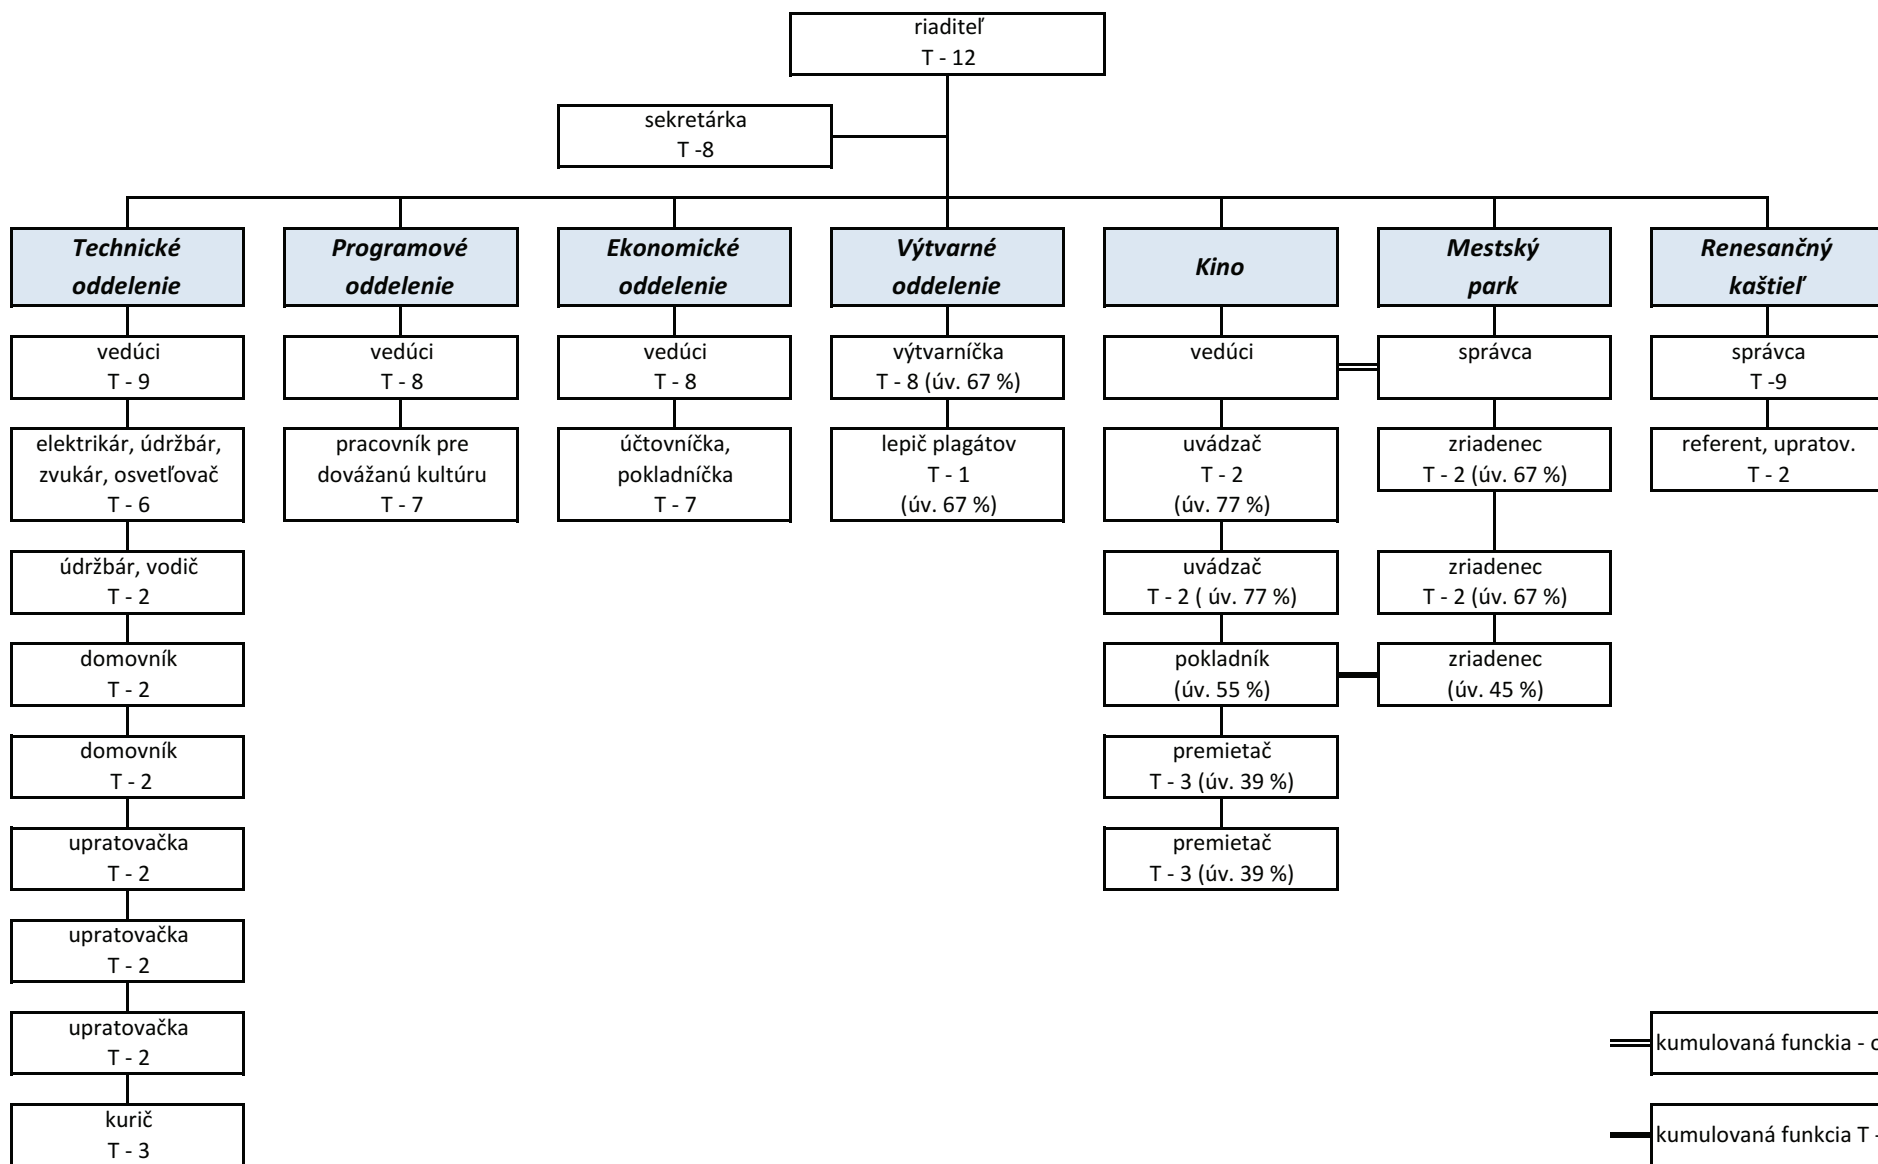 riaditeľ
T - 12
sekretárka
T -8
Technické
oddelenie
Programové
oddelenie
Ekonomické
oddelenie
Výtvarné
oddelenie
Kino
Mestský
park
Renesančný
kaštieľ
vedúci
T - 9
vedúci
T - 8
vedúci
T - 8
výtvarníčka
T - 8 (úv. 67 %)
vedúci
správca
správca
T -9
elektrikár, údržbár,
zvukár, osvetľovač
T - 6
pracovník pre
dovážanú kultúru
T - 7
účtovníčka,
pokladníčka
T - 7
lepič plagátov
T - 1
(úv. 67 %)
uvádzač
T - 2
(úv. 77 %)
zriadenec
T - 2 (úv. 67 %)
referent, upratov.
T - 2
údržbár, vodič
T - 2
uvádzač
T - 2 ( úv. 77 %)
zriadenec
T - 2 (úv. 67 %)
domovník
T - 2
pokladník
(úv. 55 %)
zriadenec
(úv. 45 %)
domovník
T - 2
premietač
T - 3 (úv. 39 %)
upratovačka
T - 2
premietač
T - 3 (úv. 39 %)
upratovačka
T - 2
upratovačka
T - 2
kumulovaná funckia -
kurič
T - 3
kumulovaná funkcia T -